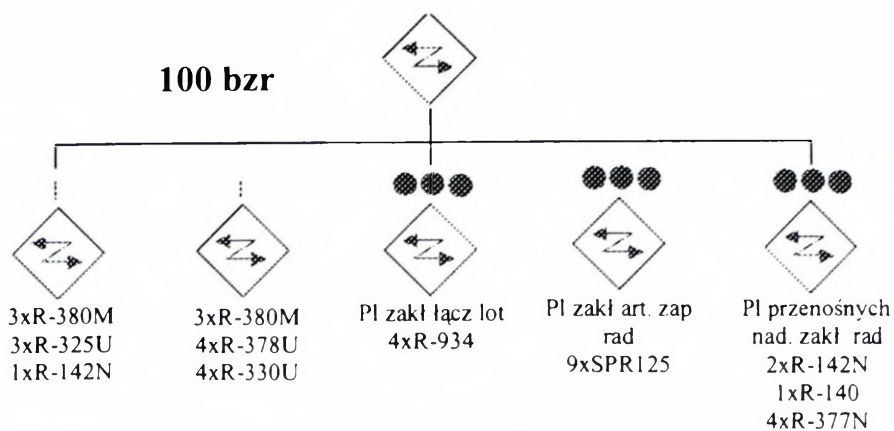 100 bzr
3xR-380M
3xR-325U
1xR-142N
3xR-380M
4xR-378U
4xR-330U
Pl zakł łącz lot
4xR-934
Pl zakł art. zap
rad
9xSPR125
Pl przenośnych
nad. zakł rad
2xR-142N
1xR-140
4xR-377N